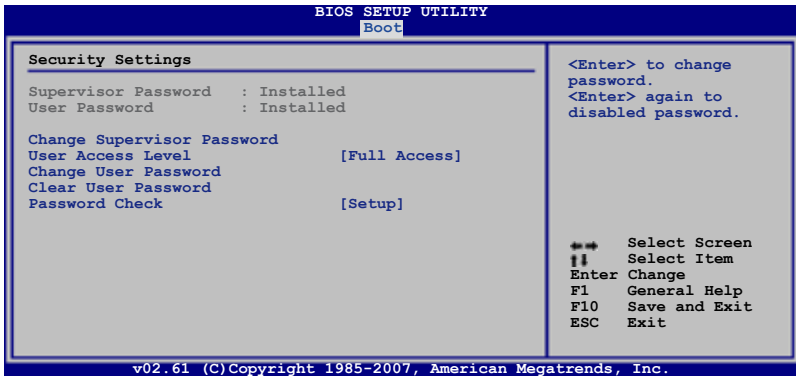 BIOS SETUP UTILITY
Boot
Security Settings
Supervisor Password : Installed
User Password : Installed
Change Supervisor Password
User Access Level [Full Access]
Change User Password
Clear User Password
Password Check [Setup]
<Enter> to change
password.
<Enter> again to
disabled password.
Select Screen
Select Item
Enter Change
F1 General Help
F10 Save and Exit
ESC Exit
v02.61 (C)Copyright 1985-2007, American Megatrends, Inc.